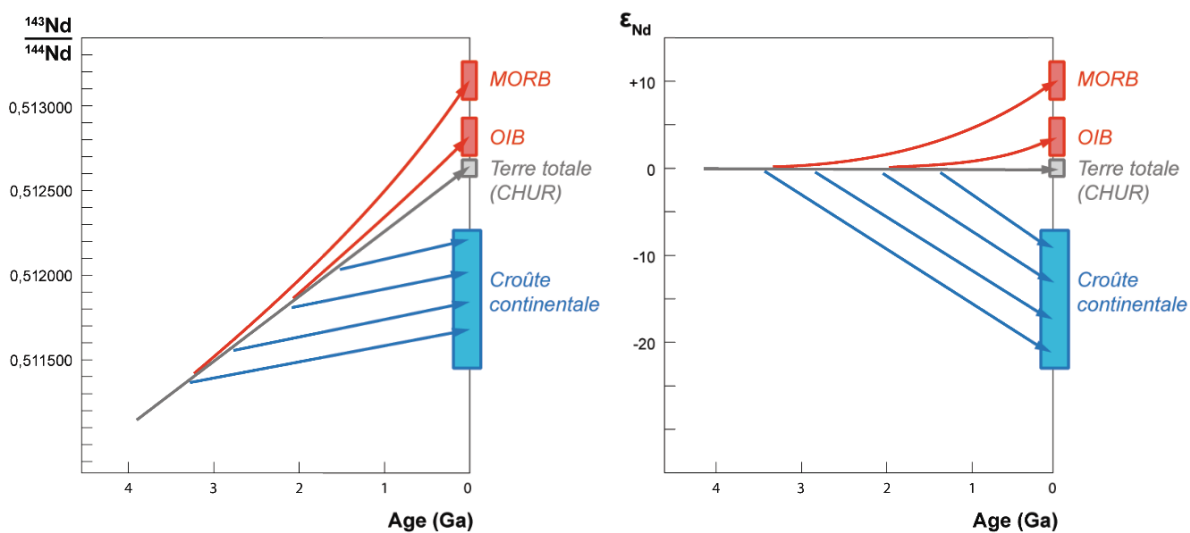 ¹⁴³Nd
¹⁴⁴Nd
0,513000
0,512500
0,512000
0,511500
MORB
OIB
Terre totale
(CHUR)
Croûte
continentale
4 3 2 1 0
Age (Ga)
εNd
+10
0
-10
-20
MORB
OIB
Terre totale
(CHUR)
Croûte
continentale
4 3 2 1 0
Age (Ga)